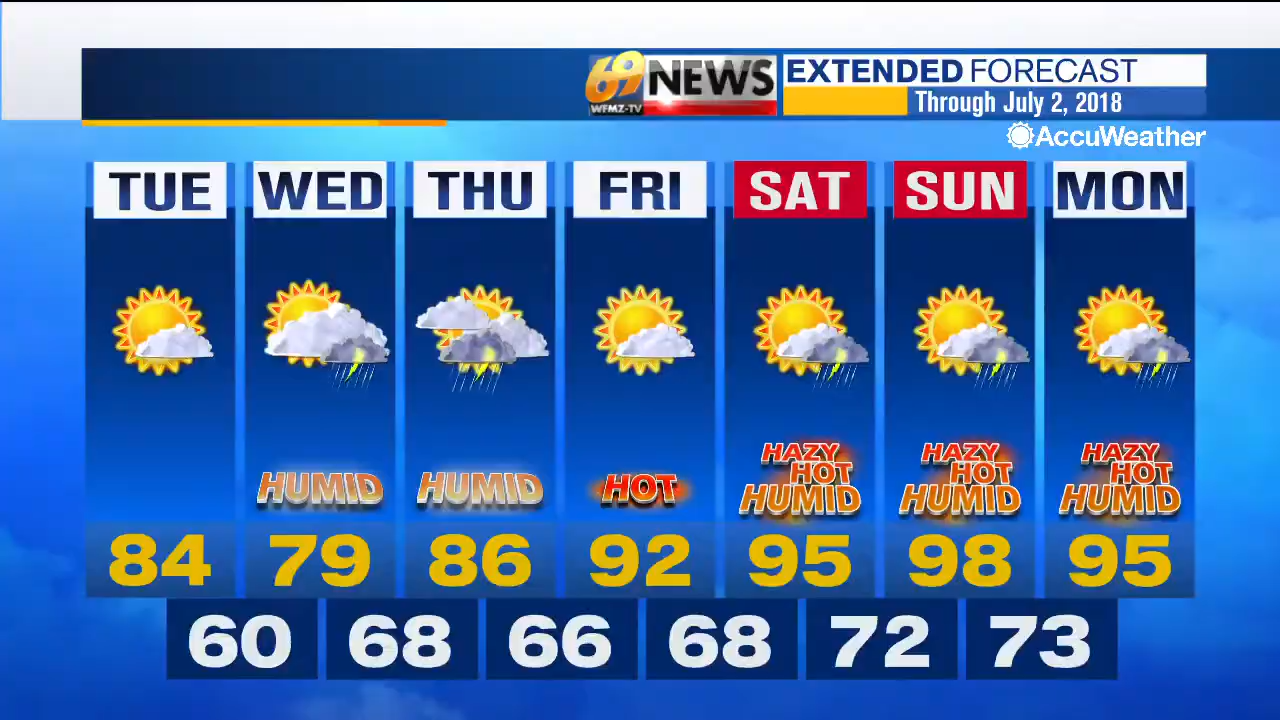 69 NEWS
WFMZ-TV
EXTENDED FORECAST
Through July 2, 2018
AccuWeather
TUE WED THU FRI SAT SUN MON
HUMID HUMID HOT HAZY HOT HUMID HAZY HOT HUMID HAZY HOT HUMID
84 79 86 92 95 98 95
60 68 66 68 72 73